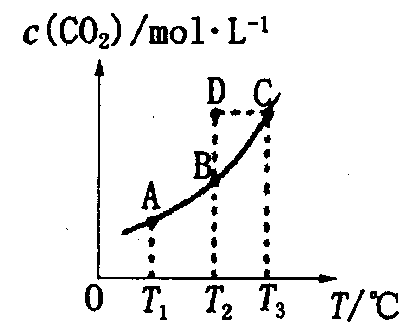 c(CO₂)/mol·L⁻¹
D C
B
A
O T₁ T₂ T₃ T/℃